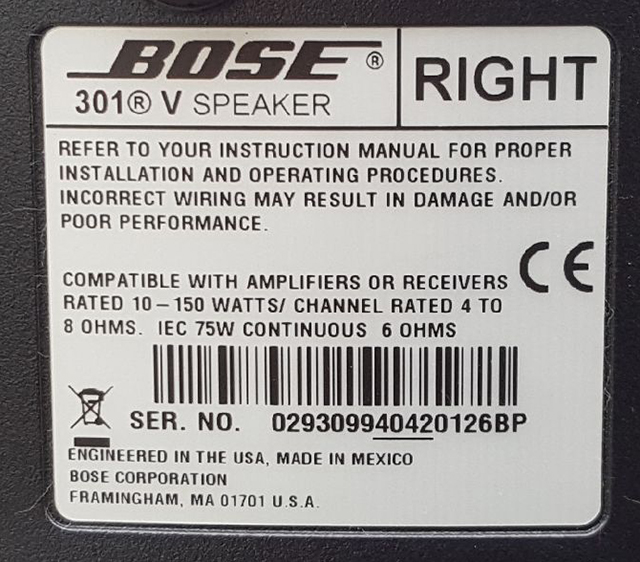 BOSE®
RIGHT
301® V SPEAKER
REFER TO YOUR INSTRUCTION MANUAL FOR PROPER
INSTALLATION AND OPERATING PROCEDURES.
INCORRECT WIRING MAY RESULT IN DAMAGE AND/OR
POOR PERFORMANCE.
CE
COMPATIBLE WITH AMPLIFIERS OR RECEIVERS
RATED 10–150 WATTS/ CHANNEL RATED 4 TO
8 OHMS. IEC 75W CONTINUOUS 6 OHMS
SER. NO. 029309940420126BP
ENGINEERED IN THE USA, MADE IN MEXICO
BOSE CORPORATION
FRAMINGHAM, MA 01701 U.S.A.